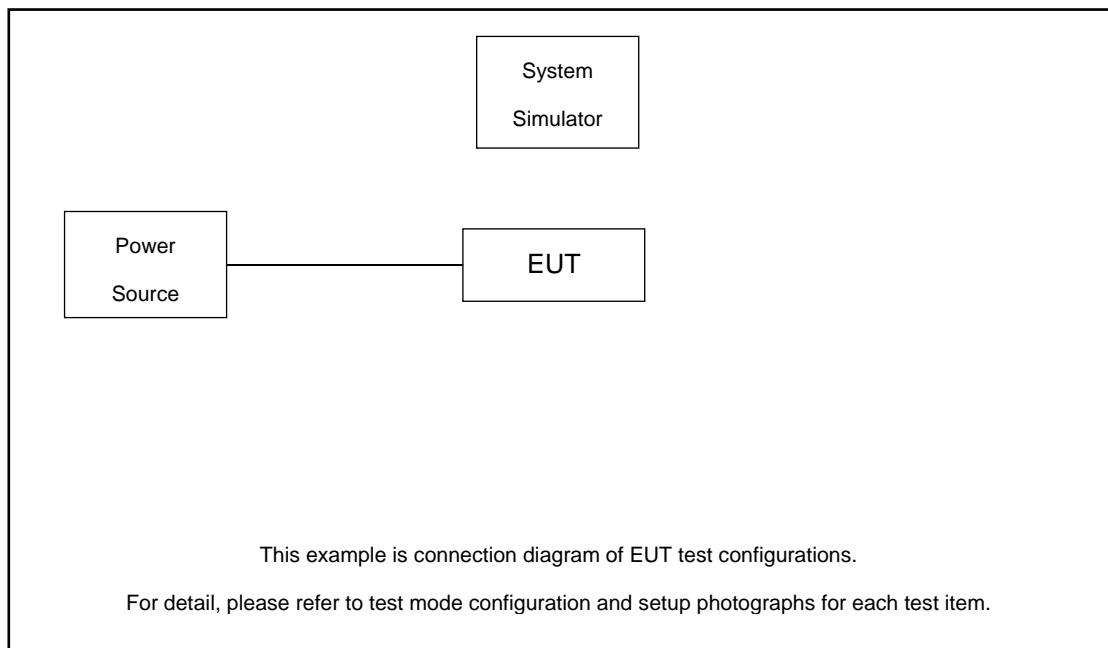 System
Simulator
Power
Source
EUT
This example is connection diagram of EUT test configurations.
For detail, please refer to test mode configuration and setup photographs for each test item.